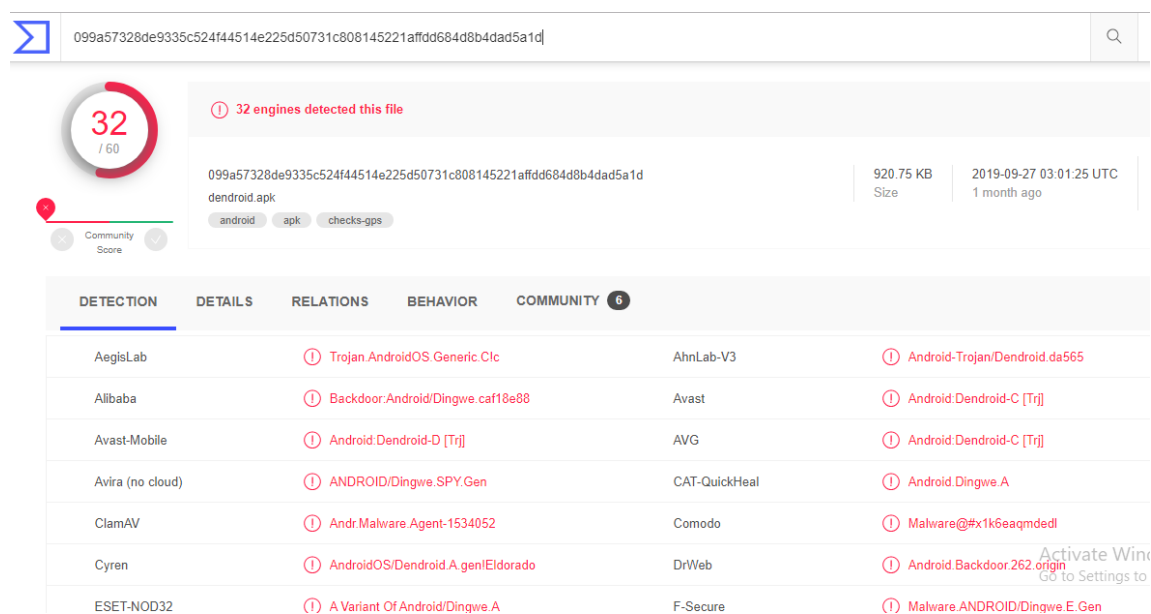 099a57328de9335c524f44514e225d50731c808145221affdd684d8b4dad5a1d
32
/ 60
32 engines detected this file
099a57328de9335c524f44514e225d50731c808145221affdd684d8b4dad5a1d
dendroid.apk
android apk checks-gps
920.75 KB
Size
2019-09-27 03:01:25 UTC
1 month ago
Community
Score
DETECTION DETAILS RELATIONS BEHAVIOR COMMUNITY 6
AegisLab Trojan.AndroidOS.Generic.C!c AhnLab-V3 Android-Trojan/Dendroid.da565
Alibaba Backdoor:Android/Dingwe.caf18e88 Avast Android:Dendroid-C [Trj]
Avast-Mobile Android:Dendroid-D [Trj] AVG Android:Dendroid-C [Trj]
Avira (no cloud) ANDROID/Dingwe.SPY.Gen CAT-QuickHeal Android.Dingwe.A
ClamAV Andr.Malware.Agent-1534052 Comodo Malware@#x1k6eaqmdedl
Cyren AndroidOS/Dendroid.A.gen!Eldorado DrWeb Android.Backdoor.262.origin
ESET-NOD32 A Variant Of Android/Dingwe.A F-Secure Malware.ANDROID/Dingwe.E.Gen
Activate Win
Go to Settings to